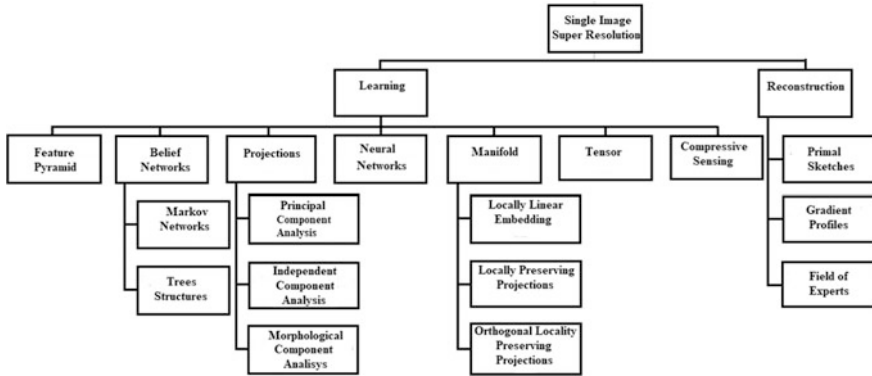 Single Image
Super Resolution
Learning
Reconstruction
Feature
Pyramid
Belief
Networks
Projections
Neural
Networks
Manifold
Tensor
Compressive
Sensing
Primal
Sketches
Markov
Networks
Principal
Component
Analysis
Locally Linear
Embedding
Gradient
Profiles
Trees
Structures
Independent
Component
Analysis
Locally Preserving
Projections
Field of
Experts
Morphological
Component
Analisys
Orthogonal Locality
Preserving
Projections